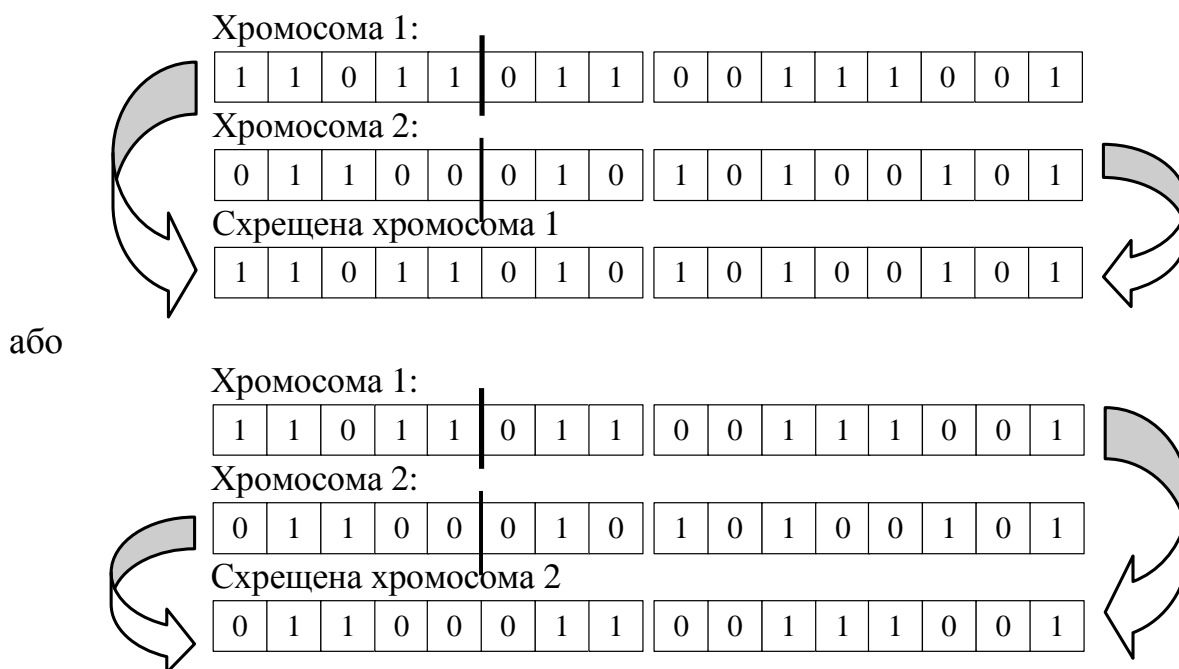 Хромосома 1:
1 1 0 1 1 0 1 1 0 0 1 1 1 0 0 1
Хромосома 2:
0 1 1 0 0 0 1 0 1 0 1 0 0 1 0 1
Схрещена хромосома 1
1 1 0 1 1 0 1 0 1 0 1 0 0 1 0 1
або
Хромосома 1:
1 1 0 1 1 0 1 1 0 0 1 1 1 0 0 1
Хромосома 2:
0 1 1 0 0 0 1 0 1 0 1 0 0 1 0 1
Схрещена хромосома 2
0 1 1 0 0 0 1 1 0 0 1 1 1 0 0 1